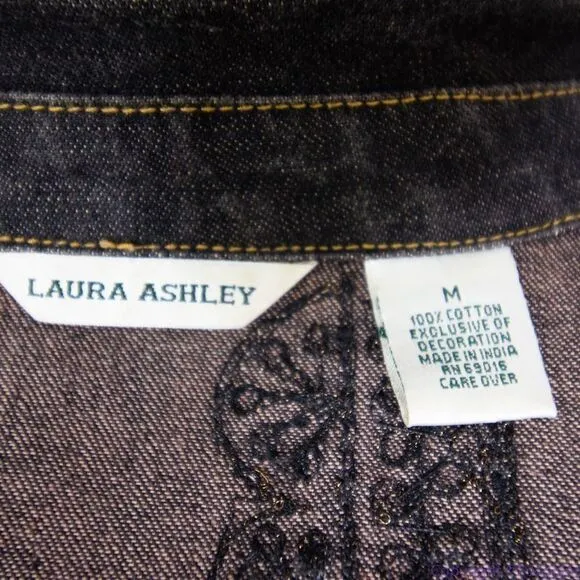 LAURA ASHLEY
M
100% COTTON
EXCLUSIVE OF
DECORATION
MADE IN INDIA
RN 69016
CARE OVER